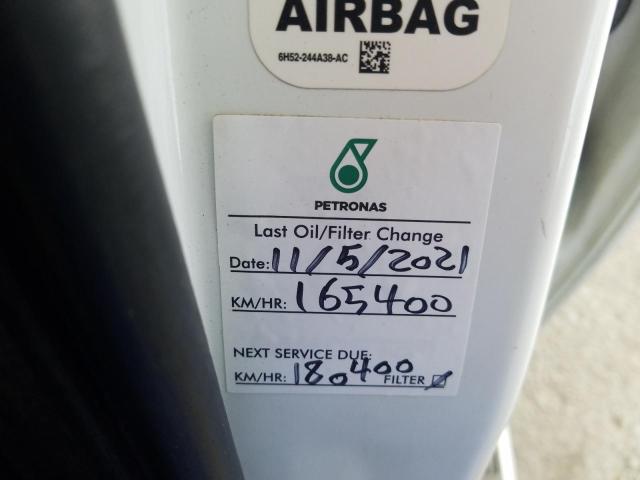 AIRBAG
6H52-244A38-AC
PETRONAS
Last Oil/Filter Change
Date: 11/5/2021
KM/HR: 165400
NEXT SERVICE DUE:
KM/HR: 180400 FILTER